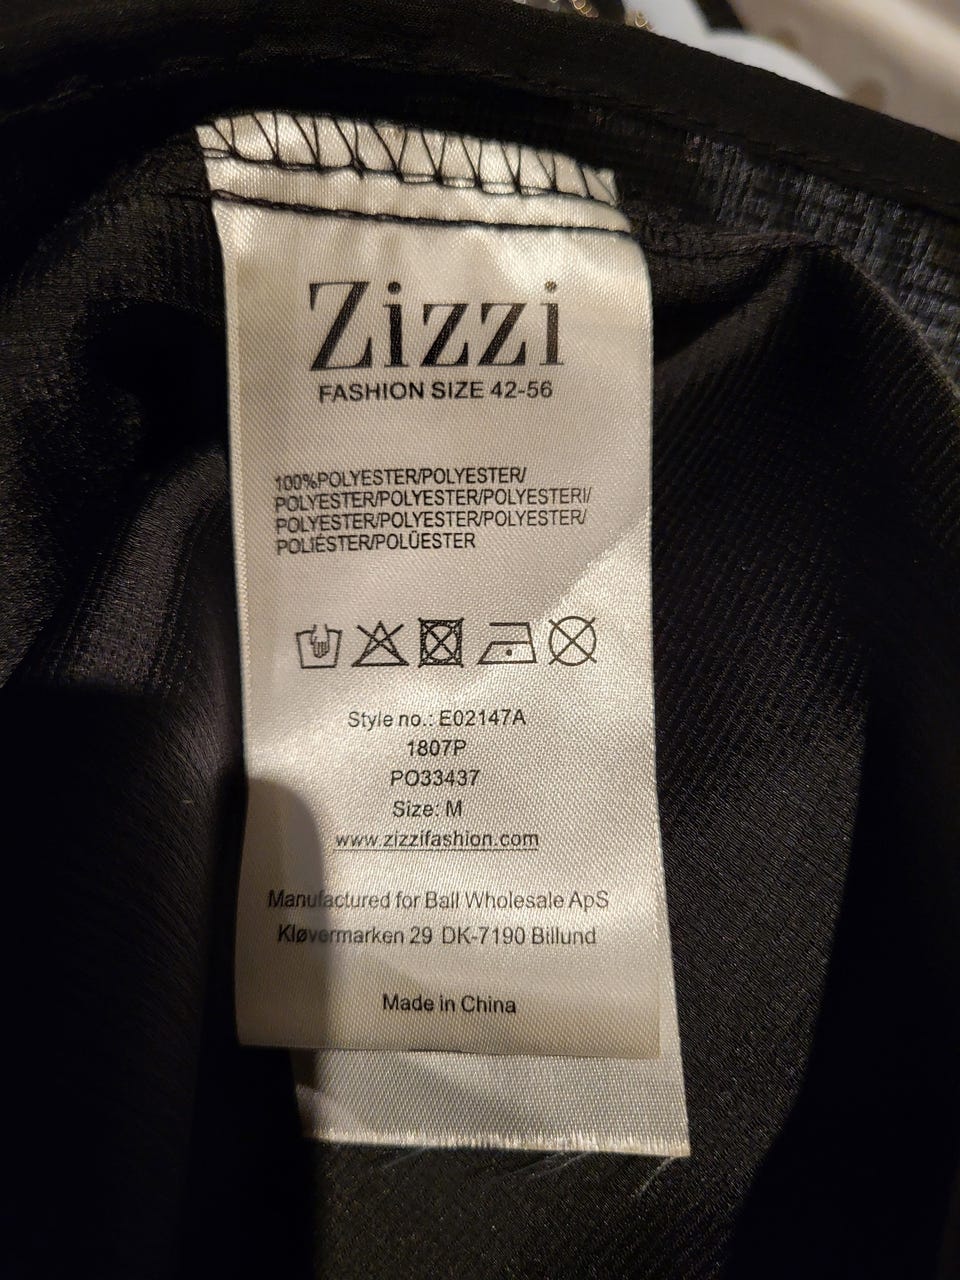 Zizzi
FASHION SIZE 42-56
100%POLYESTER/POLYESTER/
POLYESTER/POLYESTER/POLYESTERI/
POLYESTER/POLYESTER/POLYESTER/
POLIÉSTER/POLÜESTER
Style no.: E02147A
1807P
PO33437
Size: M
www.zizzifashion.com
Manufactured for Ball Wholesale ApS
Kløvermarken 29 DK-7190 Billund
Made in China